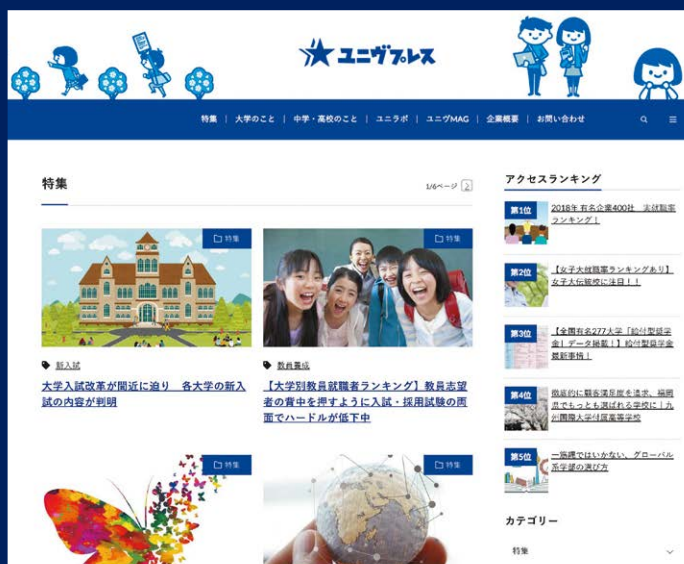 ユニヴプレス
特集 | 大学のこと | 中学・高校のこと | ユニラボ | ユニヴMAG | 企業概要 | お問い合わせ
特集
1/6ページ
特集
特集
新入試
教員養成
大学入試改革が間近に迫り 各大学の新入
試の内容が判明
【大学別教員就職者ランキング】教員志望
者の背中を押すように入試・採用試験の両
面でハードルが低下中
特集
特集
アクセスランキング
第1位
2018年 有名企業400社 実就職率
ランキング!
第2位
【女子大就職率ランキングあり】
女子大伝統校に注目!!
第3位
【全国有名277大学「給付型奨学
金」データ掲載!】給付型奨学金
最新事情!
第4位
徹底的に顧客満足度を追求、福岡
県でもっとも選ばれる学校に|九
州国際大学付属高等学校
第5位
一筋縄ではいかない、グローバル
系学部の選び方
カテゴリー
特集